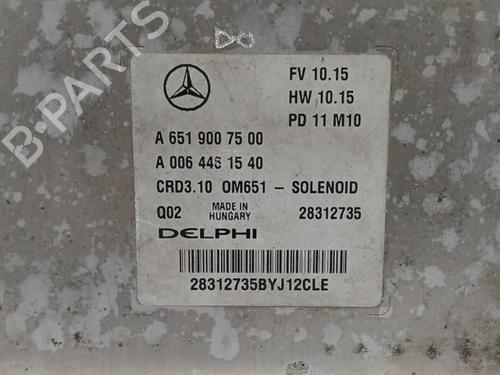 DO
FV 10.15
HW 10.15
PD 11 M10
A 651 900 75 00
A 006 446 15 40
CRD3.10 OM651 - SOLENOID
Q02 MADE IN HUNGARY 28312735
DELPHI
28312735BYJ12CLE
B-PARTS